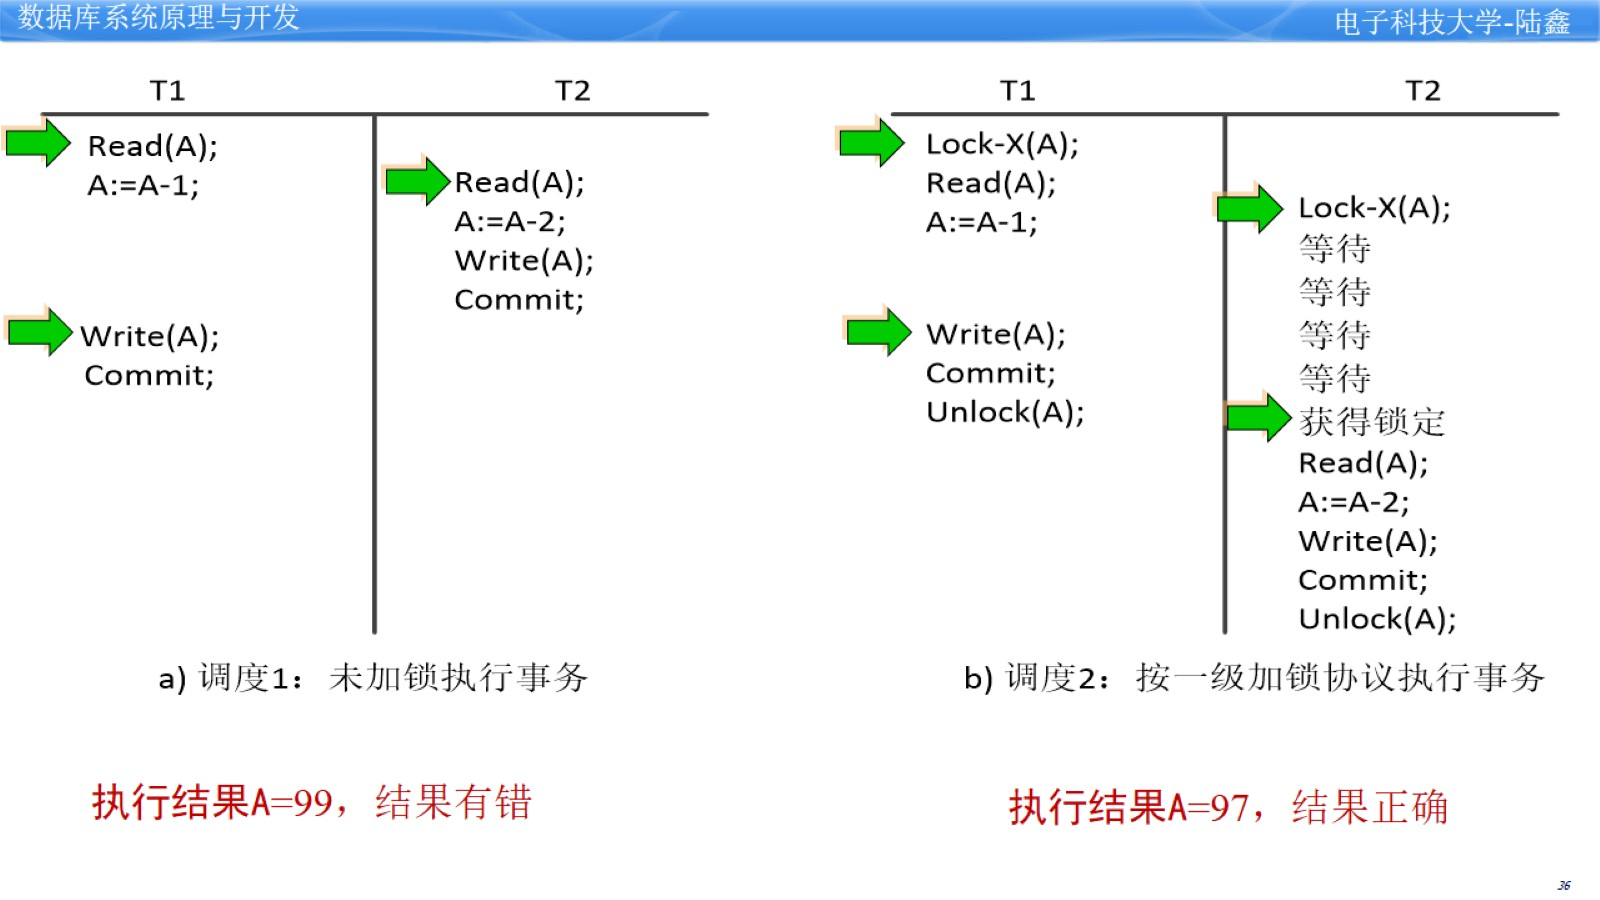 数据库系统原理与开发
电子科技大学-陆鑫
T1
T2
Read(A);
A:=A-1;
Read(A);
A:=A-2;
Write(A);
Commit;
Write(A);
Commit;
a) 调度1：未加锁执行事务
执行结果A=99，结果有错
T1
T2
Lock-X(A);
Read(A);
A:=A-1;
Lock-X(A);
等待
等待
等待
等待
Write(A);
Commit;
Unlock(A);
获得锁定
Read(A);
A:=A-2;
Write(A);
Commit;
Unlock(A);
b) 调度2：按一级加锁协议执行事务
执行结果A=97，结果正确
36